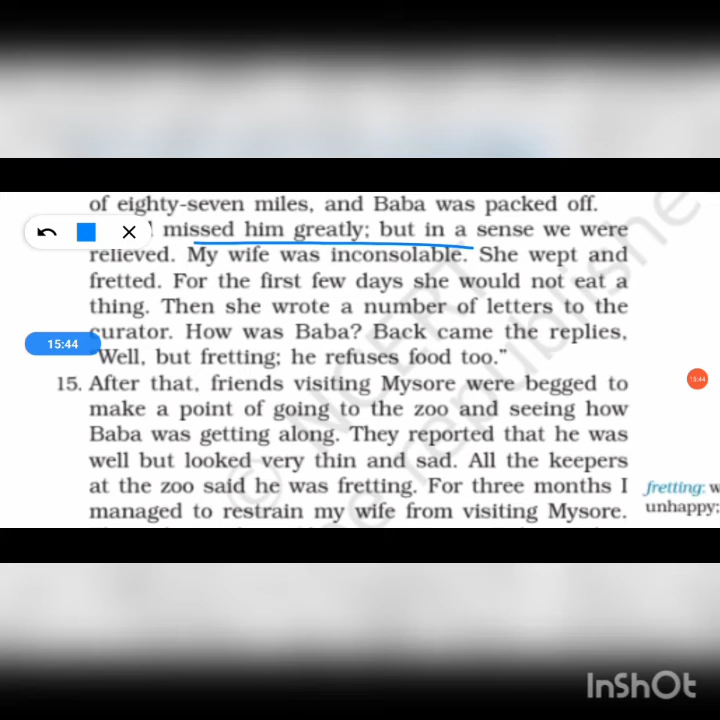 of eighty-seven miles, and Baba was packed off.
missed him greatly; but in a sense we were
relieved. My wife was inconsolable. She wept and
fretted. For the first few days she would not eat a
thing. Then she wrote a number of letters to the
curator. How was Baba? Back came the replies,
15:44
"Well, but fretting; he refuses food too."
15:44
15. After that, friends visiting Mysore were begged to
make a point of going to the zoo and seeing how
Baba was getting along. They reported that he was
well but looked very thin and sad. All the keepers
at the zoo said he was fretting. For three months I
fretting: w
managed to restrain my wife from visiting Mysore.
unhappy;
© NCERT
republishe
InShOt